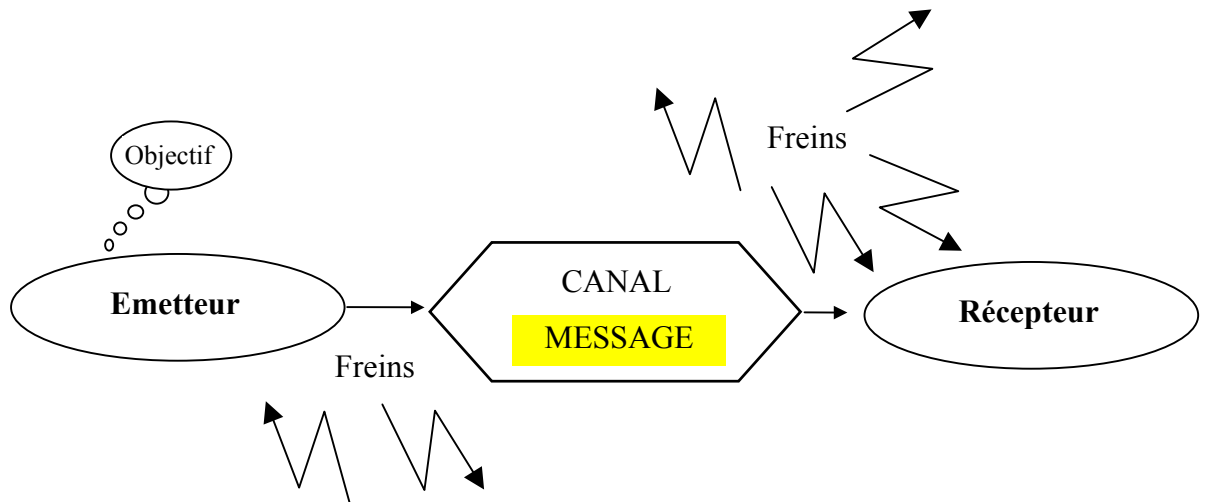 Freins
Objectif
CANAL
Emetteur
Récepteur
MESSAGE
Freins